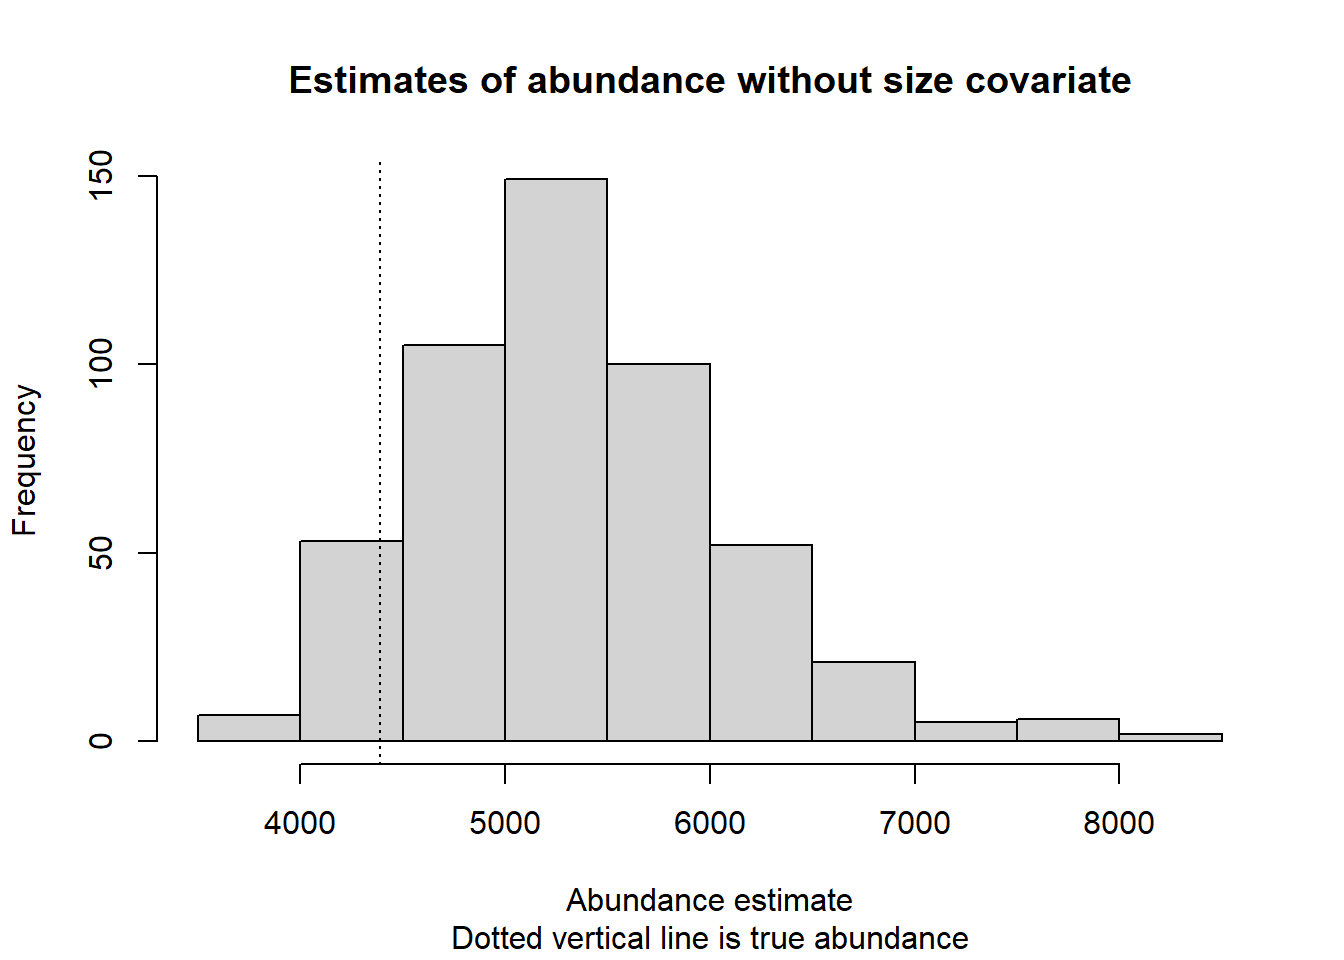 Estimates of abundance without size covariate
150
100
50
0
Frequency
4000 5000 6000 7000 8000
Abundance estimate
Dotted vertical line is true abundance